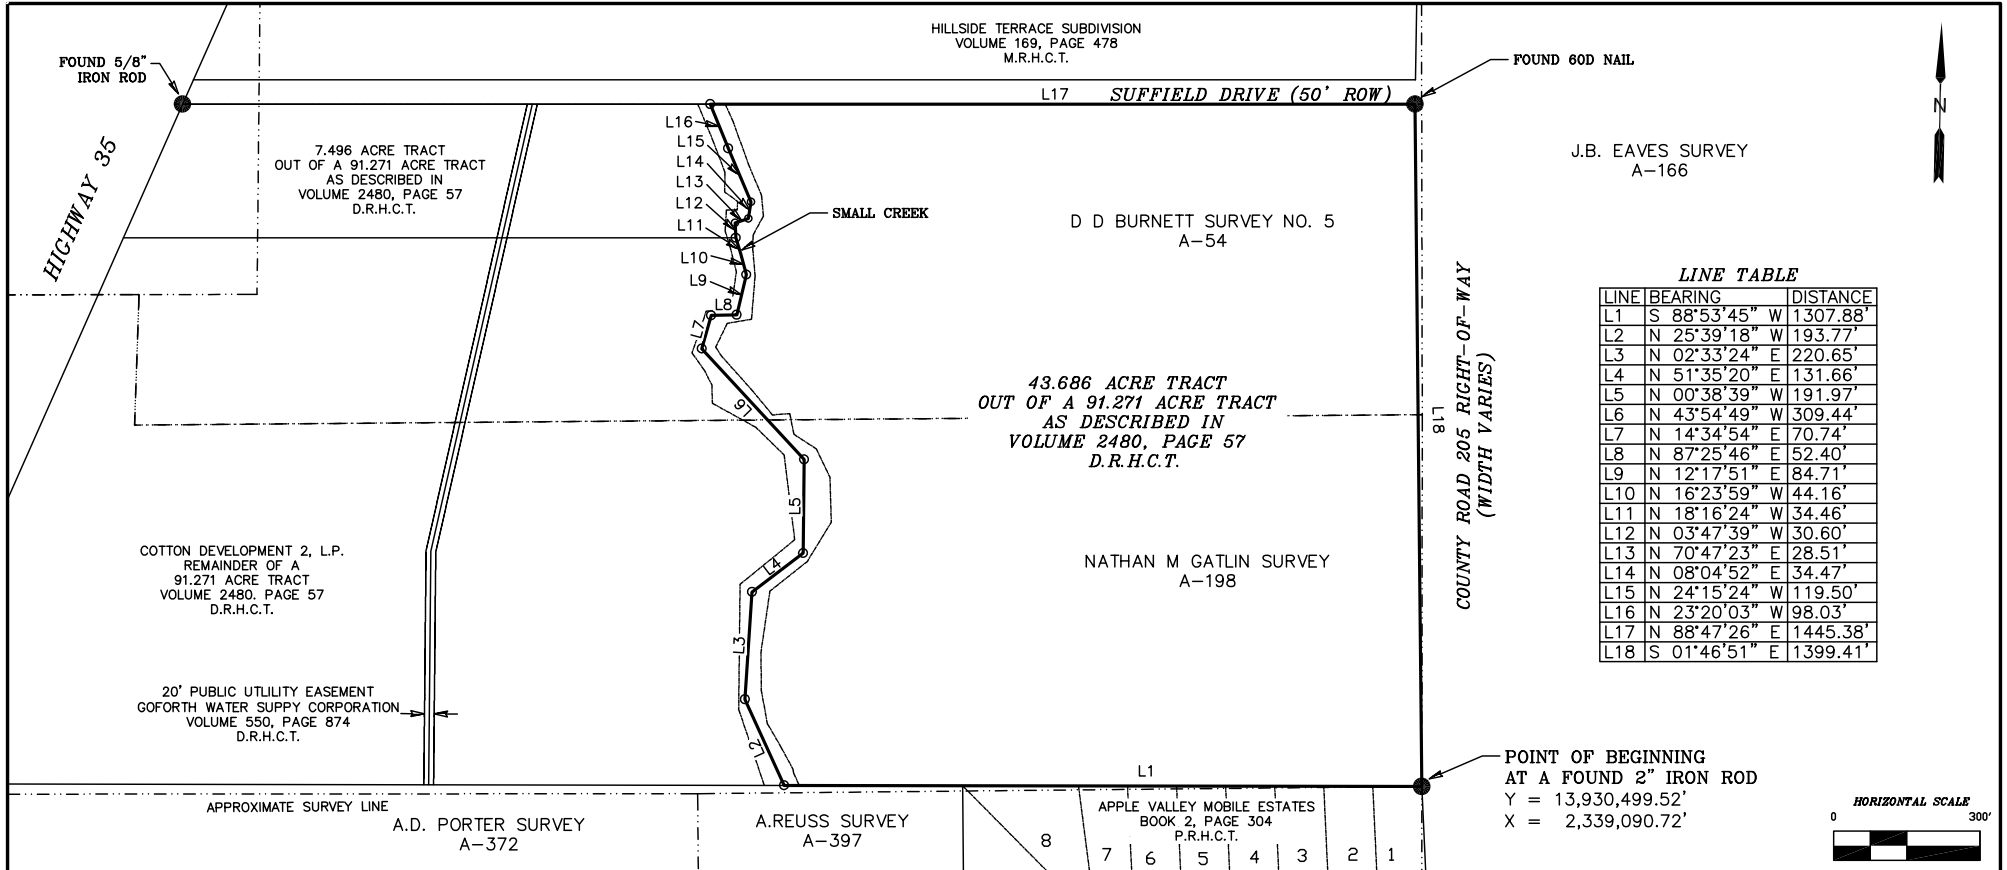 HILLSIDE TERRACE SUBDIVISION
VOLUME 169, PAGE 478
M.R.H.C.T.
FOUND 5/8"
IRON ROD
FOUND 60D NAIL
L17
SUFFIELD DRIVE (50' ROW)
HIGHWAY 35
7.496 ACRE TRACT
OUT OF A 91.271 ACRE TRACT
AS DESCRIBED IN
VOLUME 2480, PAGE 57
D.R.H.C.T.
L16
L15
L14
L13
L12
L11
L10
L9
L8
L7
L6
L5
L4
L3
L2
SMALL CREEK
D D BURNETT SURVEY NO. 5
A-54
J.B. EAVES SURVEY
A-166
N
43.686 ACRE TRACT
OUT OF A 91.271 ACRE TRACT
AS DESCRIBED IN
VOLUME 2480, PAGE 57
D.R.H.C.T.
L18
COUNTY ROAD 205 RIGHT-OF-WAY
(WIDTH VARIES)
LINE TABLE
LINE BEARING DISTANCE
L1 S 88°53'45" W 1307.88'
L2 N 25°39'18" W 193.77'
L3 N 02°33'24" E 220.65'
L4 N 51°35'20" E 131.66'
L5 N 00°38'39" E 191.97'
L6 N 43°54'49" W 309.44'
L7 N 14°34'54" E 70.74'
L8 N 87°25'46" E 52.40'
L9 N 12°17'51" E 84.71'
L10 N 16°23'59" W 44.16'
L11 N 18°16'24" W 34.46'
L12 N 03°47'39" W 30.60'
L13 N 70°47'23" E 28.51'
L14 N 08°04'52" E 34.47'
L15 N 24°15'24" W 119.50'
L16 N 23°20'03" W 98.03'
L17 N 88°47'26" E 1445.38'
L18 S 01°46'51" E 1399.41'
COTTON DEVELOPMENT 2, L.P.
REMAINDER OF A
91.271 ACRE TRACT
VOLUME 2480. PAGE 57
D.R.H.C.T.
NATHAN M GATLIN SURVEY
A-198
20' PUBLIC UTLILITY EASEMENT
GOFORTH WATER SUPPY CORPORATION
VOLUME 550, PAGE 874
D.R.H.C.T.
L1
POINT OF BEGINNING
AT A FOUND 2" IRON ROD
Y = 13,930,499.52'
X = 2,339,090.72'
APPROXIMATE SURVEY LINE
A.D. PORTER SURVEY
A-372
A.REUSS SURVEY
A-397
APPLE VALLEY MOBILE ESTATES
BOOK 2, PAGE 304
P.R.H.C.T.
8
7
6
5
4
3
2
1
HORIZONTAL SCALE
0 300'